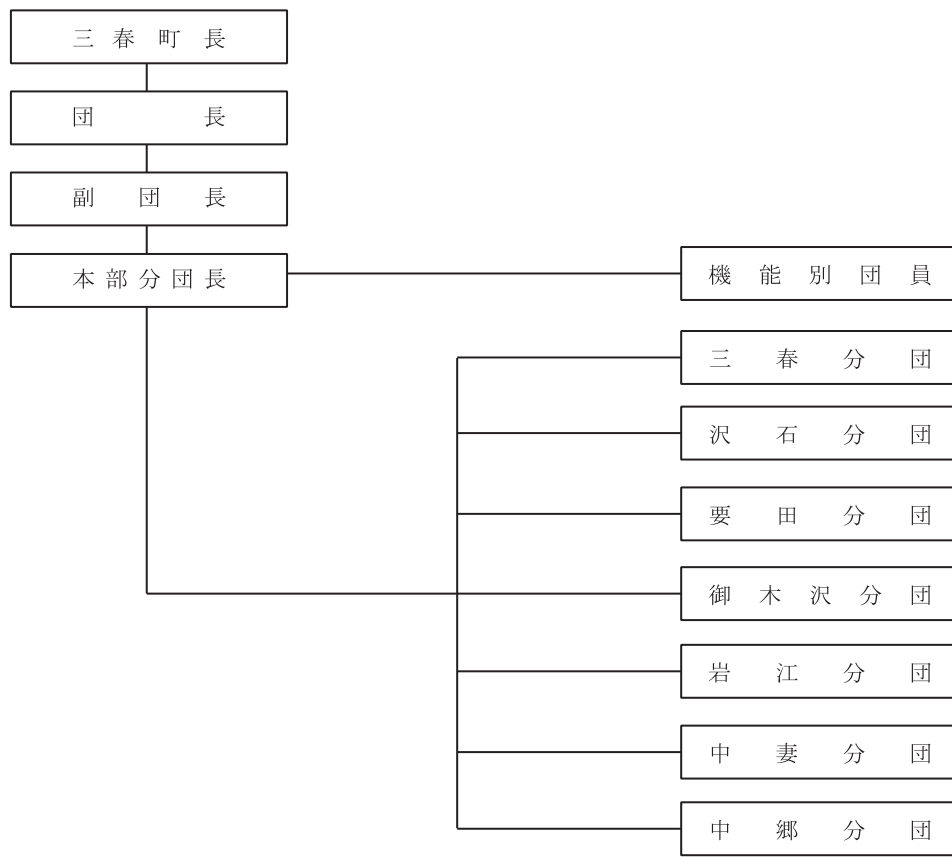 三春町長
団長
副団長
本部分団長
機能別団員
三春分団
沢石分団
要田分団
御木沢分団
岩江分団
中妻分団
中郷分団